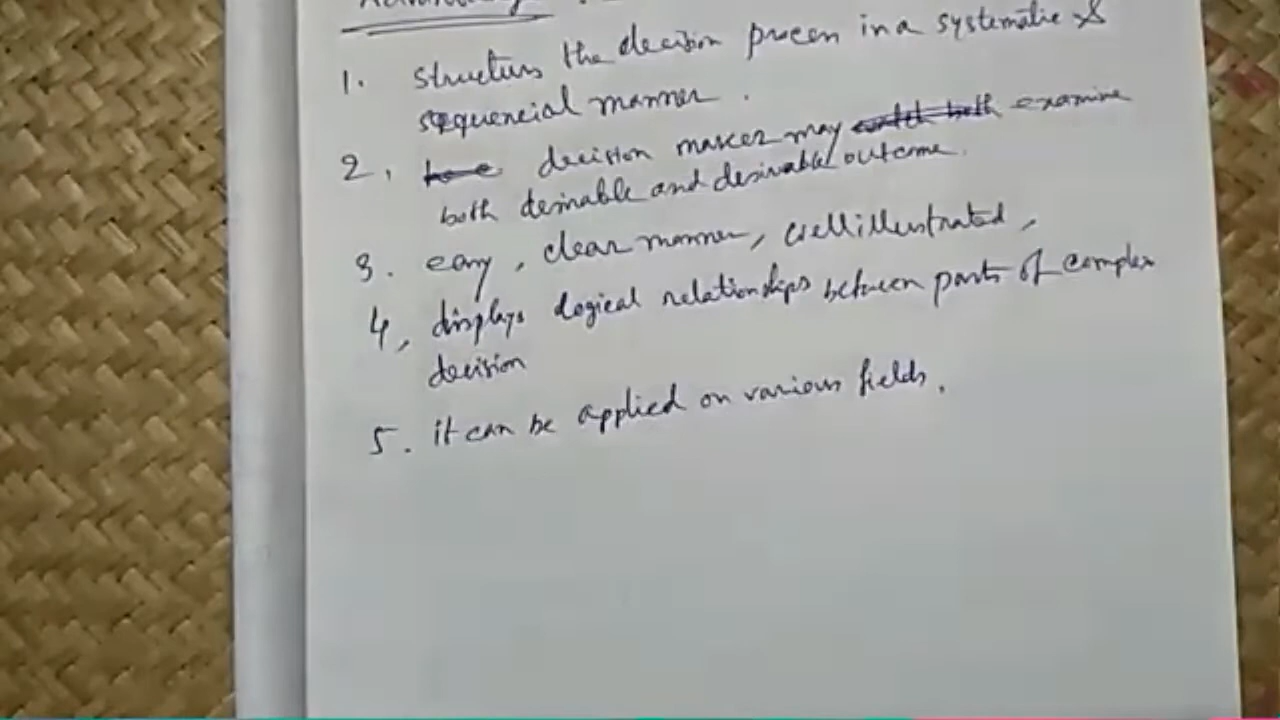 1. structurs the decision process in a systematic &
sequencial manner.
2. decision maker may examine
both desirable and desirable outcome.
3. easy, clear manner, well illustrated,
4, displays logical relationships between parts of complex
decision
5. it can be applied on various fields.